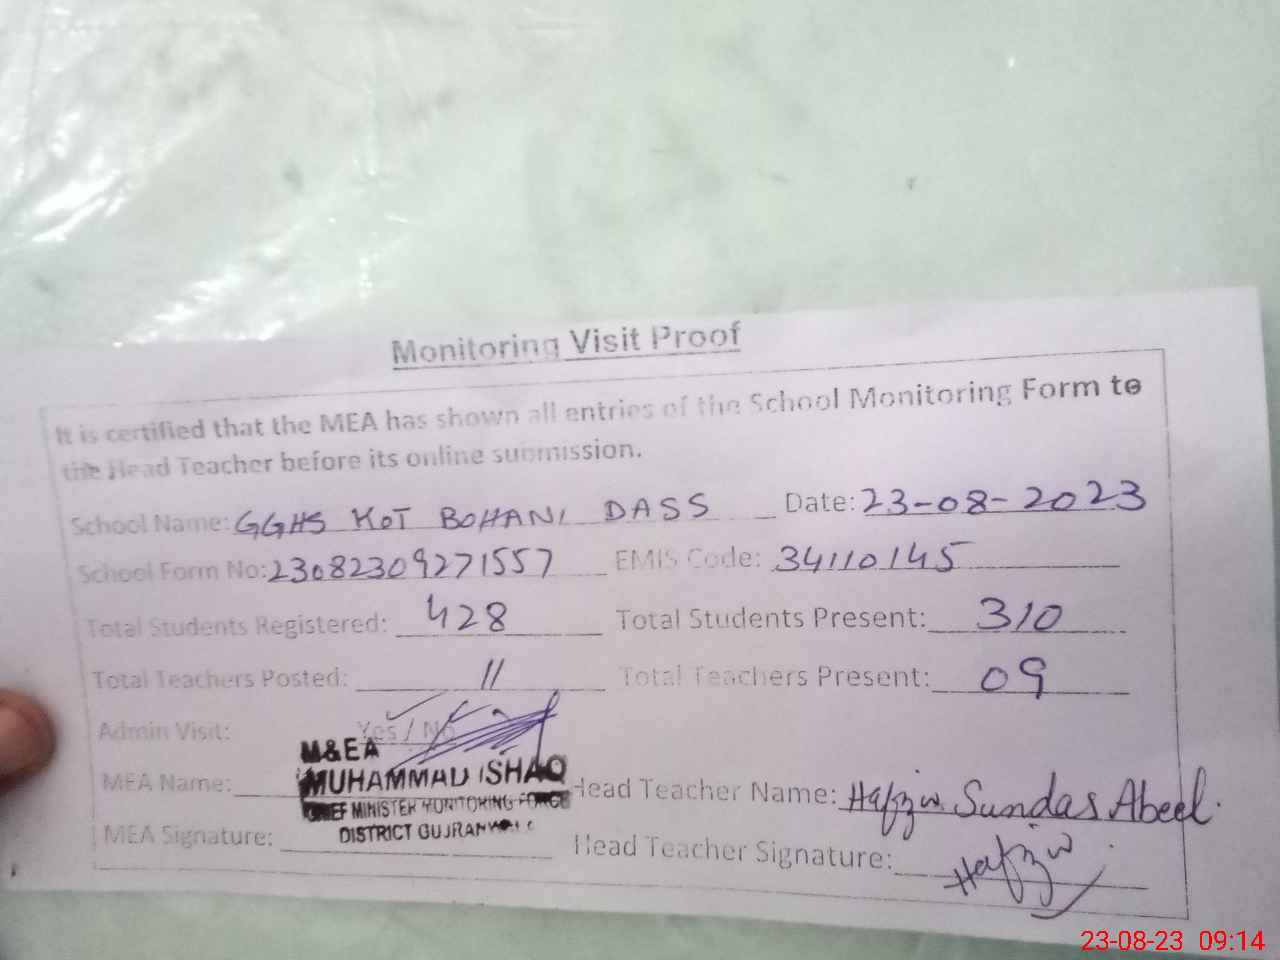 Monitoring Visit Proof
It is certified that the MEA has shown all entries of the School Monitoring Form to
the Head Teacher before its online submission.
School Name: GGHS KOT BOHANI DASS Date: 23-08-2023
School Form No: 23082309271557 EMIS Code: 34110145
Total Students Registered: 428 Total Students Present: 310
Total Teachers Posted: 11 Total Teachers Present: 09
Admin Visit: Yes / No
M&EA
MEA Name: MUHAMMAD ISHAQ Head Teacher Name: Sundas Abeel.
CHIEF MINISTER MONITORING FORCE
MEA Signature: DISTRICT GUJRANWALA Head Teacher Signature:
23-08-23 09:14